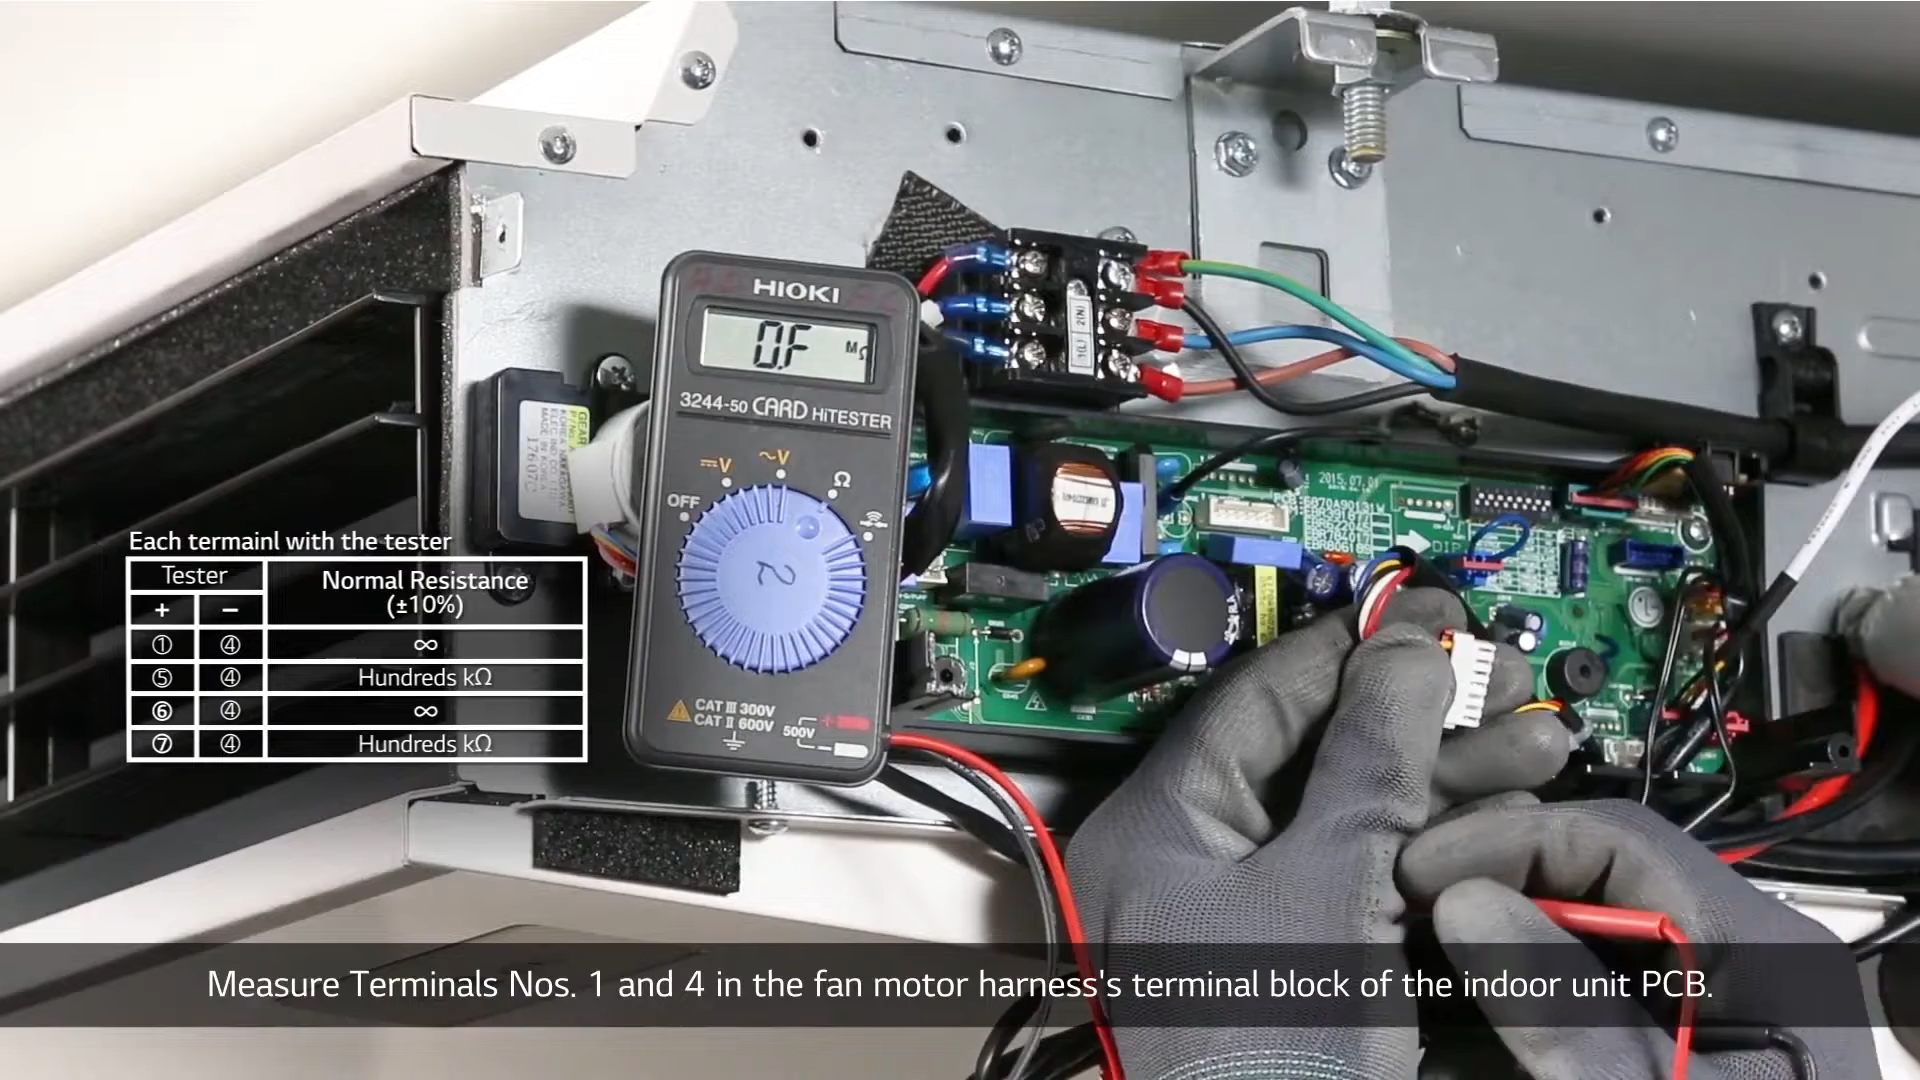 HIOKI
O.F MΩ
3244-50 CARD HiTESTER
⎓V
~V
Ω
OFF
2
CAT III 300V
CAT II 600V
500V
+
−
1(L) 2(N)
17607C
2015.07.01
Each termainl with the tester
Tester
Normal Resistance
(±10%)
+ −
① ④ ∞
⑤ ④ Hundreds kΩ
⑥ ④ ∞
⑦ ④ Hundreds kΩ
Measure Terminals Nos. 1 and 4 in the fan motor harness's terminal block of the indoor unit PCB.